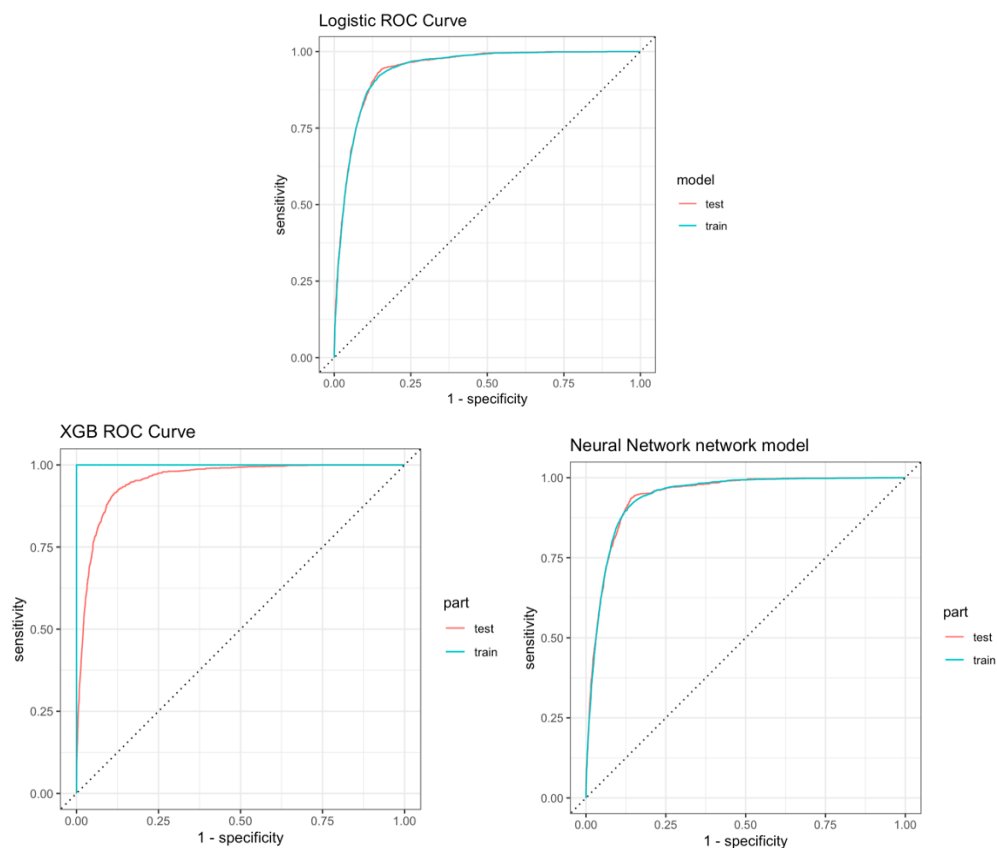 Logistic ROC Curve
1.00
0.75
0.50
0.25
0.00
sensitivity
0.00 0.25 0.50 0.75 1.00
1 - specificity
model
test
train
XGB ROC Curve
1.00
0.75
0.50
0.25
0.00
sensitivity
0.00 0.25 0.50 0.75 1.00
1 - specificity
part
test
train
Neural Network network model
1.00
0.75
0.50
0.25
0.00
sensitivity
0.00 0.25 0.50 0.75 1.00
1 - specificity
part
test
train